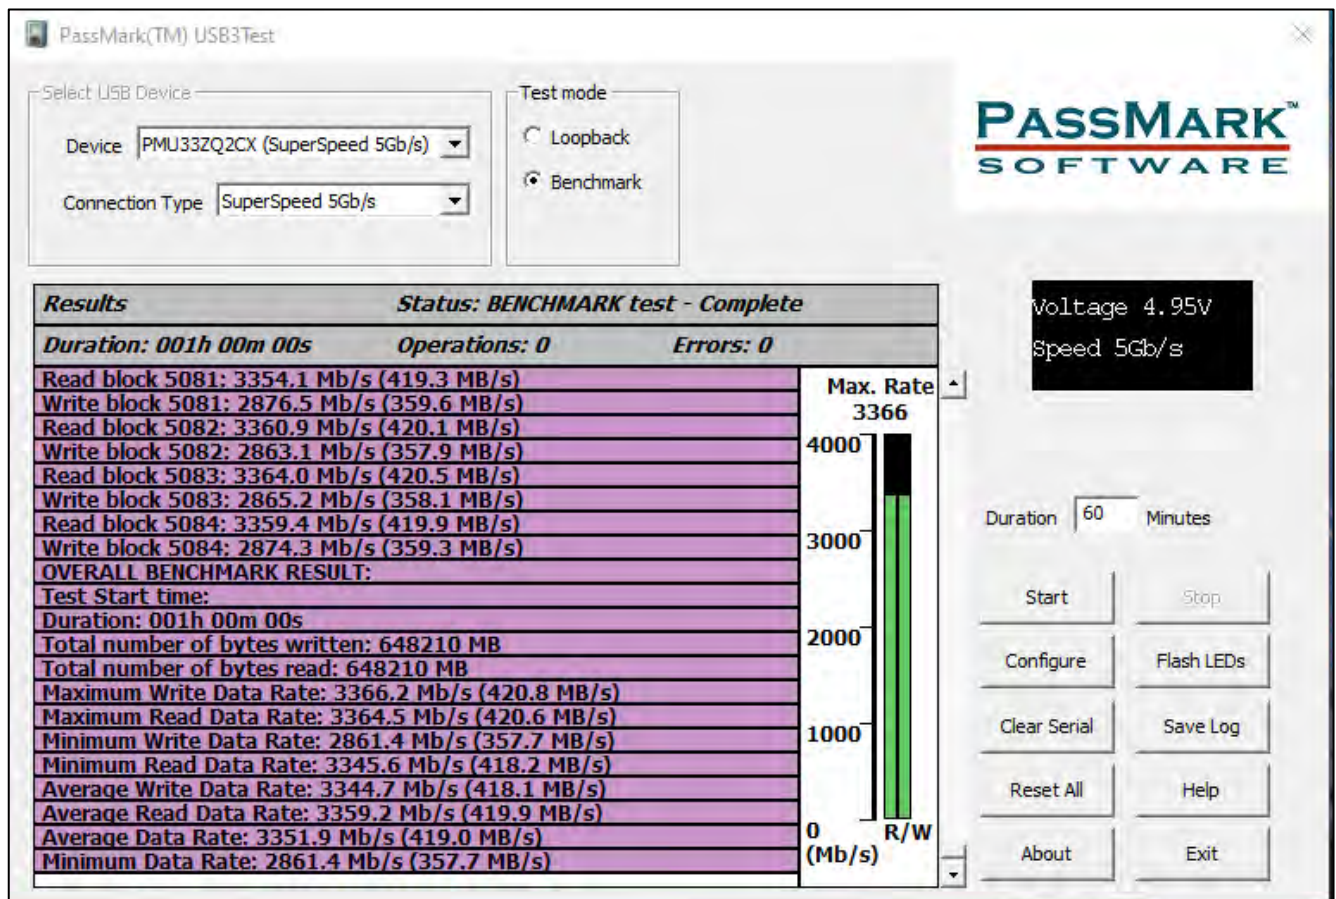 PassMark(TM) USB3Test
Select USB Device
Device PMU33ZQ2CX (SuperSpeed 5Gb/s)
Connection Type SuperSpeed 5Gb/s
Test mode
Loopback
Benchmark
PASSMARK™
SOFTWARE
Results Status: BENCHMARK test - Complete
Duration: 001h 00m 00s Operations: 0 Errors: 0
Read block 5081: 3354.1 Mb/s (419.3 MB/s)
Write block 5081: 2876.5 Mb/s (359.6 MB/s)
Read block 5082: 3360.9 Mb/s (420.1 MB/s)
Write block 5082: 2863.1 Mb/s (357.9 MB/s)
Read block 5083: 3364.0 Mb/s (420.5 MB/s)
Write block 5083: 2865.2 Mb/s (358.1 MB/s)
Read block 5084: 3359.4 Mb/s (419.9 MB/s)
Write block 5084: 2874.3 Mb/s (359.3 MB/s)
OVERALL BENCHMARK RESULT:
Test Start time:
Duration: 001h 00m 00s
Total number of bytes written: 648210 MB
Total number of bytes read: 648210 MB
Maximum Write Data Rate: 3366.2 Mb/s (420.8 MB/s)
Maximum Read Data Rate: 3364.5 Mb/s (420.6 MB/s)
Minimum Write Data Rate: 2861.4 Mb/s (357.7 MB/s)
Minimum Read Data Rate: 3345.6 Mb/s (418.2 MB/s)
Average Write Data Rate: 3344.7 Mb/s (418.1 MB/s)
Average Read Data Rate: 3359.2 Mb/s (419.9 MB/s)
Average Data Rate: 3351.9 Mb/s (419.0 MB/s)
Minimum Data Rate: 2861.4 Mb/s (357.7 MB/s)
Max. Rate
3366
4000
3000
2000
1000
0 R/W
(Mb/s)
Voltage 4.95V
Speed 5Gb/s
Duration 60 Minutes
Start Stop
Configure Flash LEDs
Clear Serial Save Log
Reset All Help
About Exit